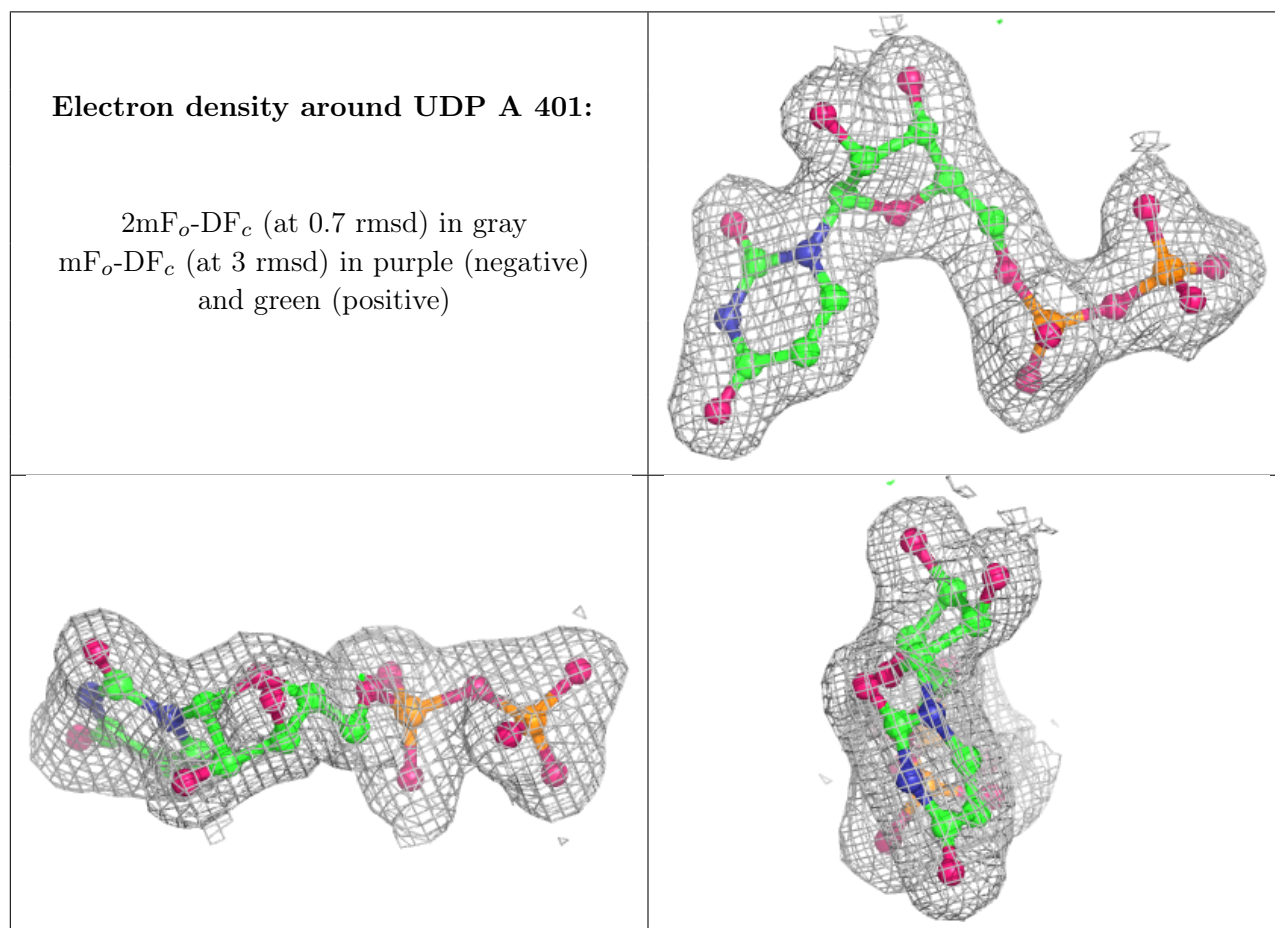 Electron density around UDP A 401:
2mFo-DFc (at 0.7 rmsd) in gray
mFo-DFc (at 3 rmsd) in purple (negative)
and green (positive)